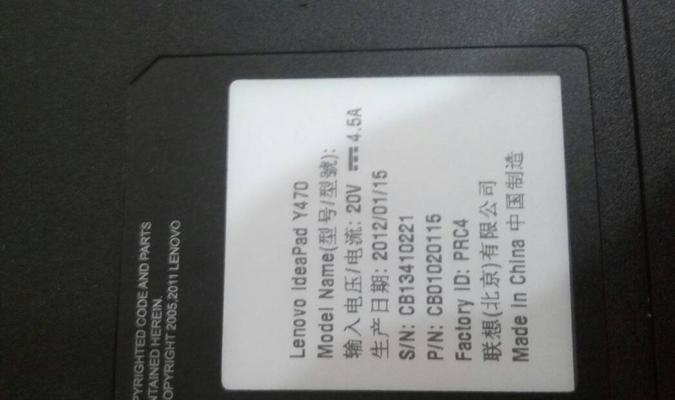 PYRIGHTED CODE AND PARTS
NTAINED HEREIN.
OPYRIGHT 2005,2011 LENOVO
Lenovo IdeaPad Y470
Model Name(型号/型號):
输入电压/电流: 20V ⎓ 4.5A
生产日期: 2012/01/15
S/N: CB13410221
P/N: CB01020115
Factory ID: PRC4
联想(北京)有限公司
Made In China 中国制造